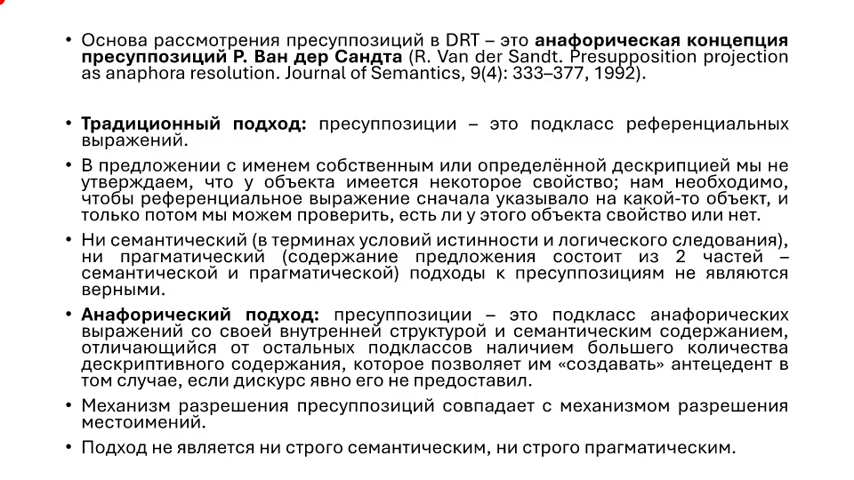 • Основа рассмотрения пресуппозиций в DRT – это анафорическая концепция
пресуппозиций Р. Ван дер Сандта (R. Van der Sandt. Presupposition projection
as anaphora resolution. Journal of Semantics, 9(4): 333–377, 1992).
• Традиционный подход: пресуппозиции – это подкласс референциальных
выражений.
• В предложении с именем собственным или определённой дескрипцией мы не
утверждаем, что у объекта имеется некоторое свойство; нам необходимо,
чтобы референциальное выражение сначала указывало на какой-то объект, и
только потом мы можем проверить, есть ли у этого объекта свойство или нет.
• Ни семантический (в терминах условий истинности и логического следования),
ни прагматический (содержание предложения состоит из 2 частей –
семантической и прагматической) подходы к пресуппозициям не являются
верными.
• Анафорический подход: пресуппозиции – это подкласс анафорических
выражений со своей внутренней структурой и семантическим содержанием,
отличающийся от остальных подклассов наличием большего количества
дескриптивного содержания, которое позволяет им «создавать» антецедент в
том случае, если дискурс явно его не предоставил.
• Механизм разрешения пресуппозиций совпадает с механизмом разрешения
местоимений.
• Подход не является ни строго семантическим, ни строго прагматическим.